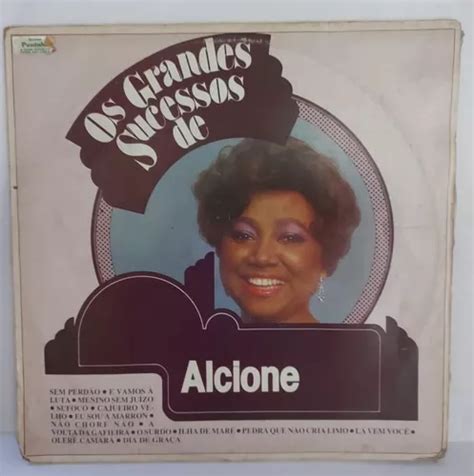 Os Grandes
Sucessos
de
Alcione
SEM PERDÃO • E VAMOS À
LUTA • MENINO SEM JUIZO
• SUFOCO • CAJUEIRO VE-
LHO • EU SOU A MARROM •
NÃO CHORE NÃO • A
VOLTA DA GAFIEIRA • O SURDO • ILHA DE MARÉ • PEDRA QUE NÃO CRIA LIMO • LA VEM VOCÊ •
OLERÊ CAMARÁ • DIA DE GRAÇA